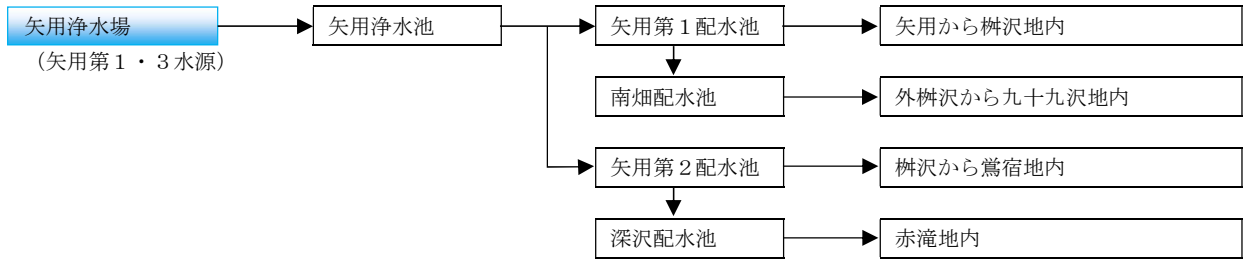 矢用浄水場
（矢用第１・３水源）
矢用浄水池
矢用第１配水池
矢用から桝沢地内
南畑配水池
外桝沢から九十九沢地内
矢用第２配水池
桝沢から鴬宿地内
深沢配水池
赤滝地内